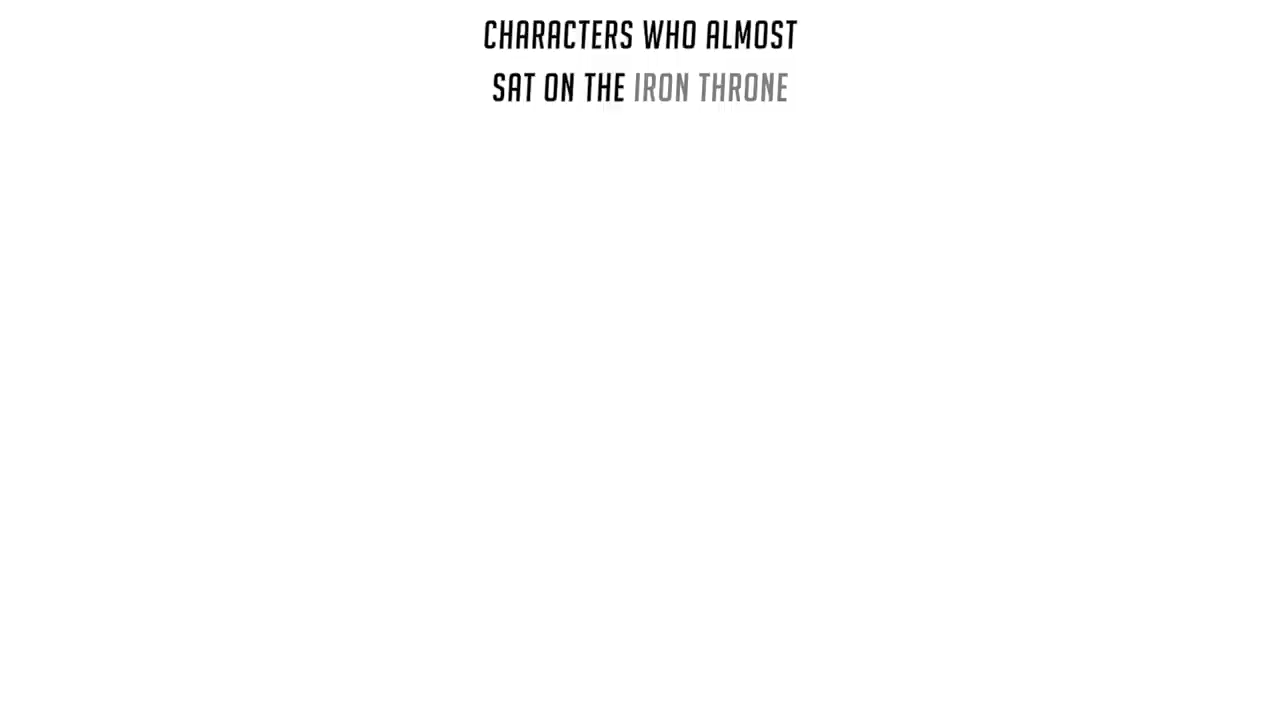 CHARACTERS WHO ALMOST
SAT ON THE IRON THRONE